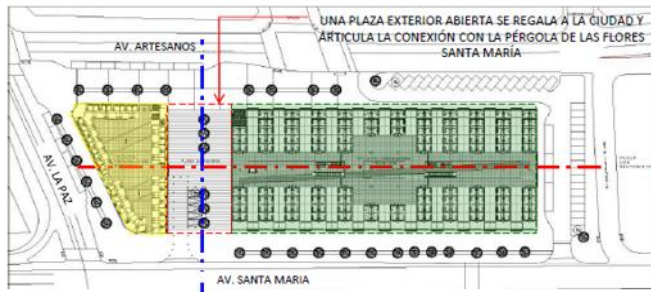 UNA PLAZA EXTERIOR ABIERTA SE REGALA A LA CIUDAD Y
ARTICULA LA CONEXIÓN CON LA PÉRGOLA DE LAS FLORES
SANTA MARÍA
AV. ARTESANOS
AV. LA PAZ
AV. SANTA MARIA